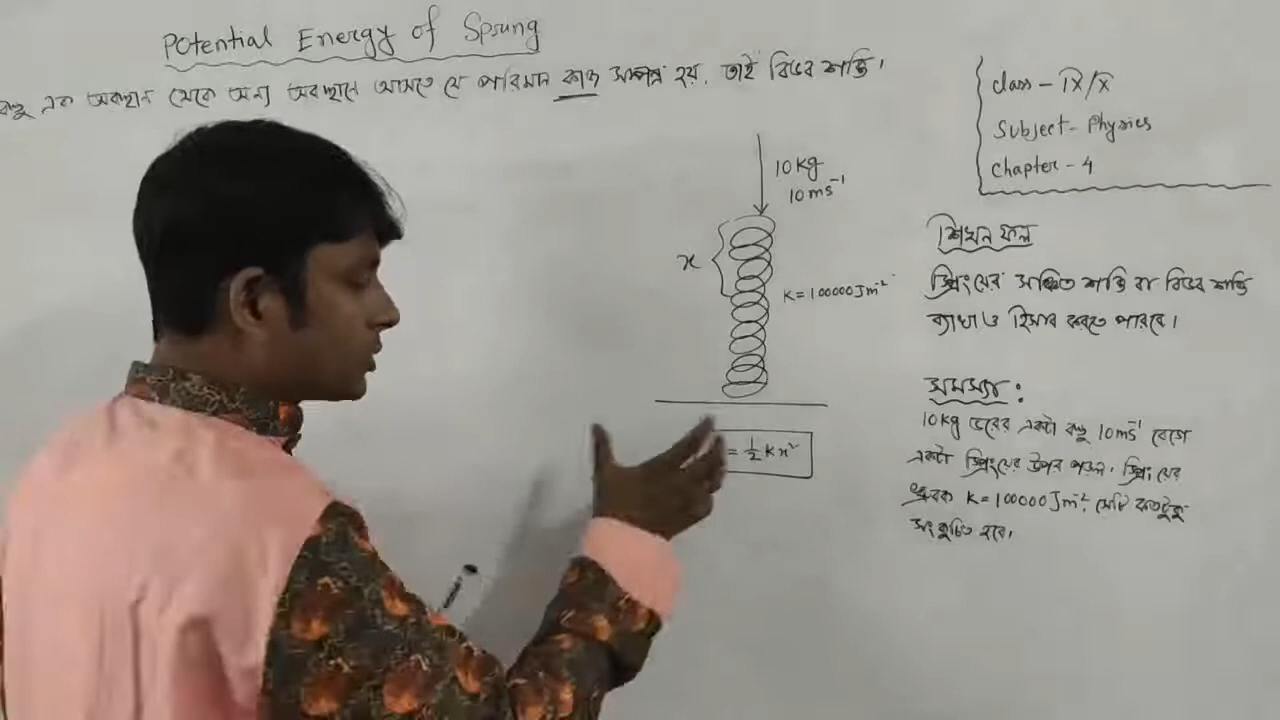 Potential Energy of Spring
বস্তু এক অবস্থান থেকে অন্য অবস্থানে আসতে যে পরিমান কাজ সম্পন্ন হয়, তাই বিভব শক্তি।
class - IX/X
Subject- Physics
Chapter - 4
10 kg
10 ms⁻¹
x
K = 100000 Jm⁻²
= ½ Kx²
শিখন ফল
স্প্রিংয়ের সঞ্চিত শক্তি বা বিভব শক্তি
ব্যাখ্যা ও হিসাব করতে পারবে।
সমস্যা :
10 kg ভরের একটা বস্তু 10 ms⁻¹ বেগে
একটা স্প্রিংয়ের উপর পড়ল। স্প্রিংয়ের
ধ্রুবক K = 100000 Jm⁻², সেটি কতটুকু
সংকুচিত হবে।